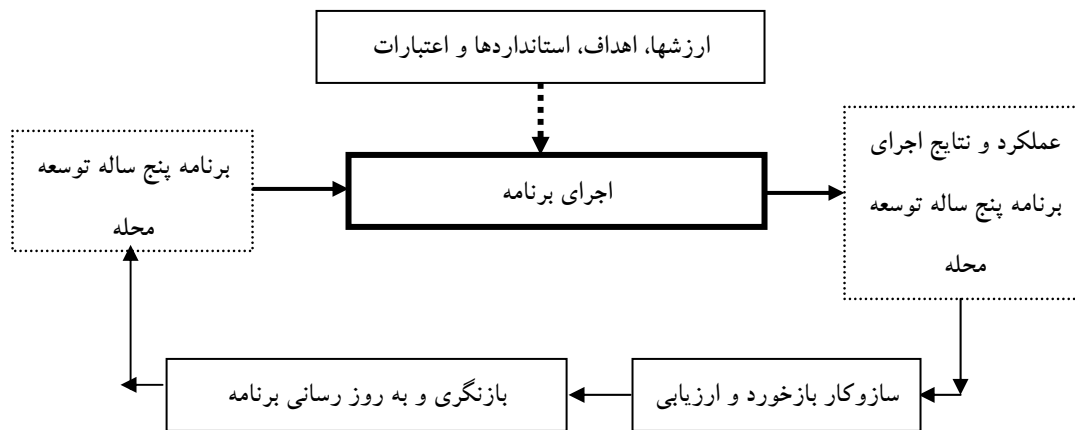 ارزشها، اهداف، استانداردها و اعتبارات
برنامه پنج ساله توسعه
محله
اجرای برنامه
عملکرد و نتایج اجرای
برنامه پنج ساله توسعه
محله
سازوکار بازخورد و ارزیابی
بازنگری و به روز رسانی برنامه